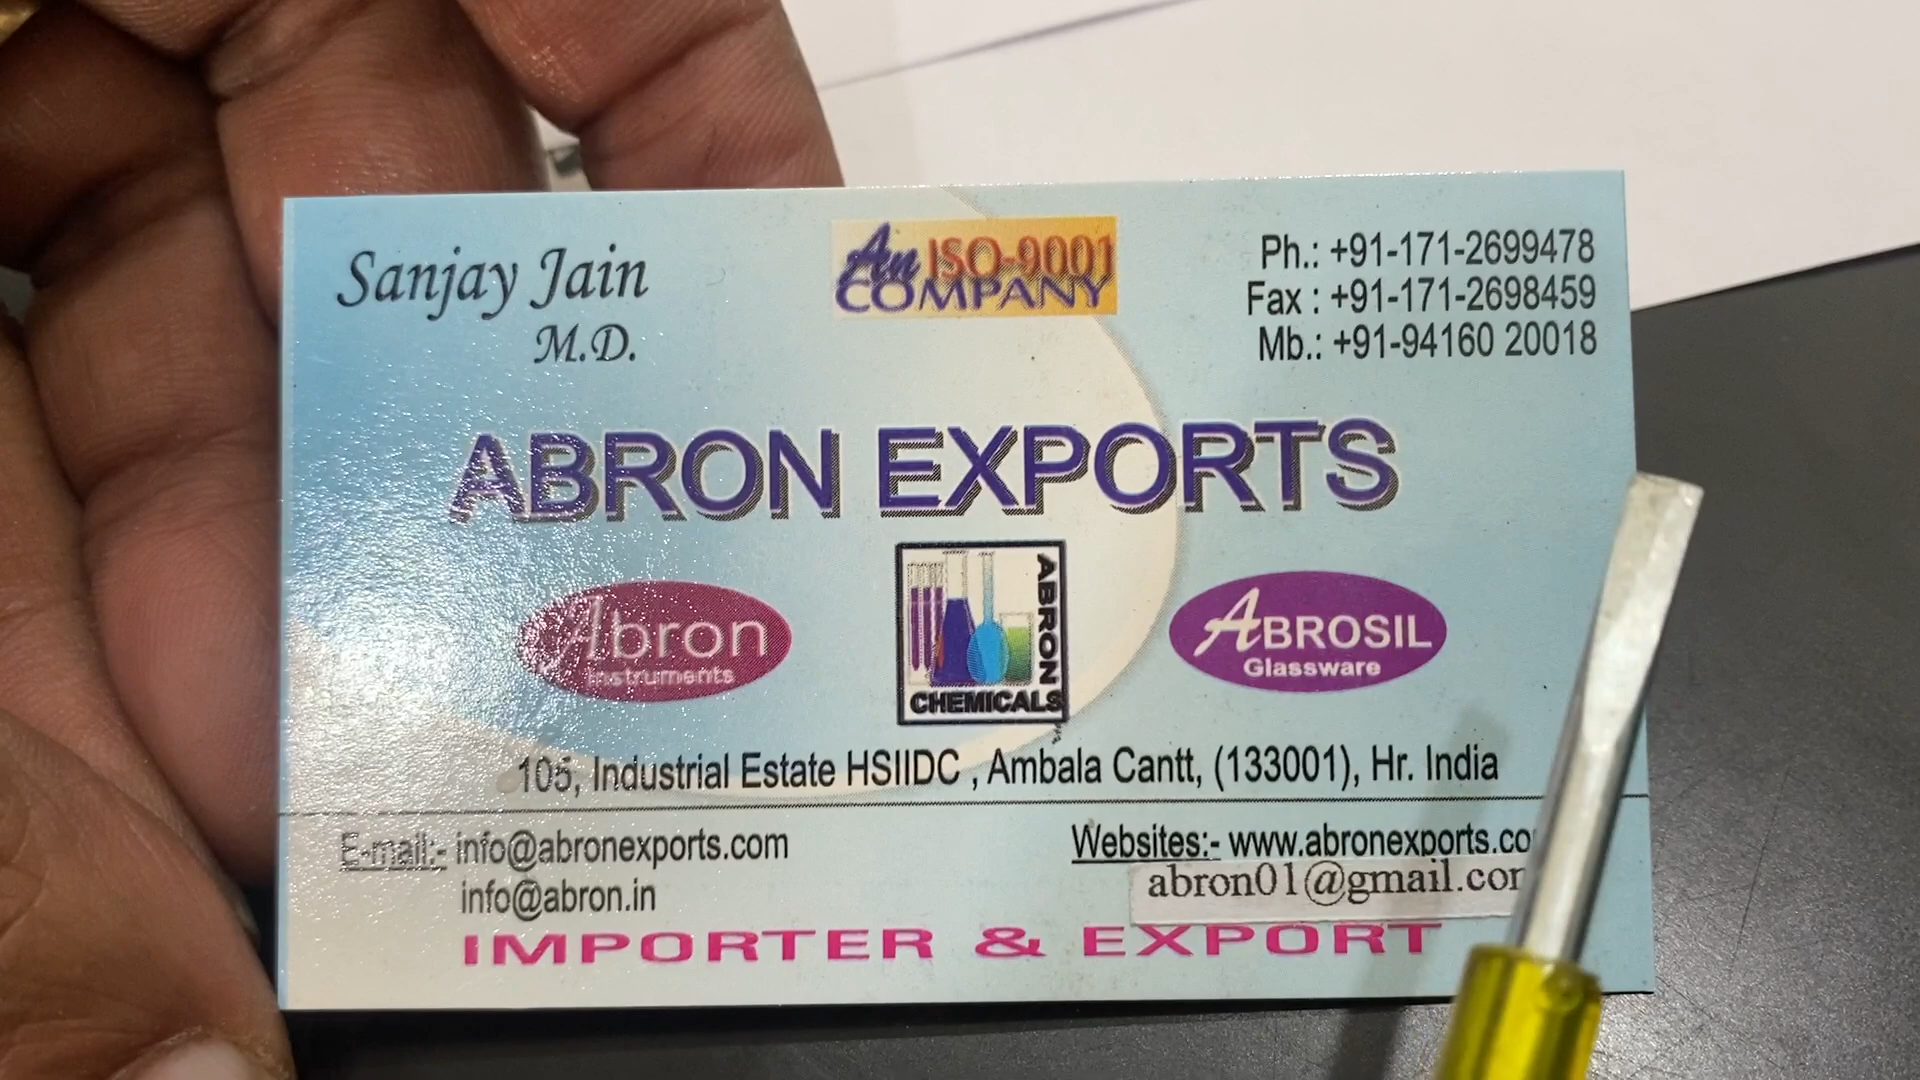 Sanjay Jain
M.D.
An ISO-9001
COMPANY
Ph.: +91-171-2699478
Fax : +91-171-2698459
Mb.: +91-94160 20018
ABRON EXPORTS
Abron
Instruments
ABRON
CHEMICALS
ABROSIL
Glassware
105, Industrial Estate HSIIDC , Ambala Cantt, (133001), Hr. India
E-mail:- info@abronexports.com
info@abron.in
Websites:- www.abronexports.co
abron01@gmail.cor
IMPORTER & EXPORT